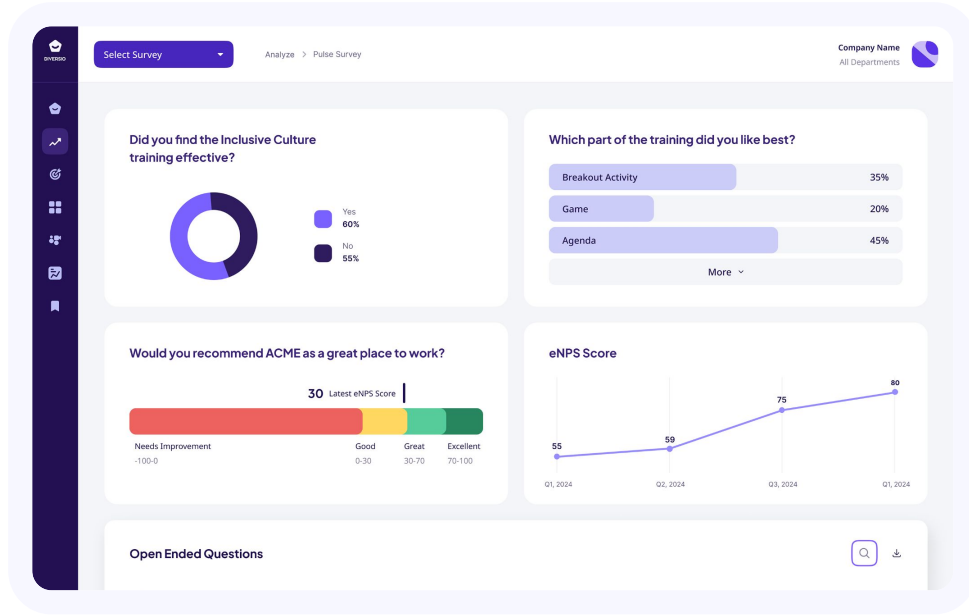 DIVERSIO
Select Survey
Analyze > Pulse Survey
Company Name
All Departments
Did you find the Inclusive Culture
training effective?
Yes
60%
No
55%
Which part of the training did you like best?
Breakout Activity 35%
Game 20%
Agenda 45%
More
Would you recommend ACME as a great place to work?
30 Latest eNPS Score
Needs Improvement Good Great Excellent
-100-0 0-30 30-70 70-100
eNPS Score
55 59 75 80
Q1, 2024 Q2, 2024 Q3, 2024 Q1, 2024
Open Ended Questions